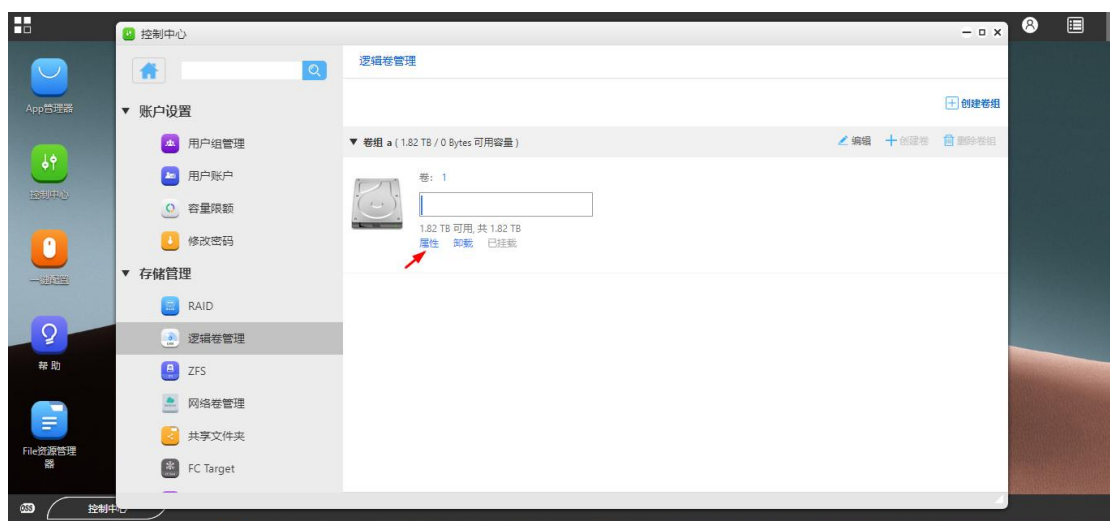 控制中心
App管理器
控制中心
一键配置
帮 助
File资源管理
器
▼ 账户设置
用户组管理
用户账户
容量限额
修改密码
▼ 存储管理
RAID
逻辑卷管理
ZFS
网络卷管理
共享文件夹
FC Target
逻辑卷管理
创建卷组
▼ 卷组 a ( 1.82 TB / 0 Bytes 可用容量 )
编辑 创建卷 删除卷组
卷: 1
1.82 TB 可用, 共 1.82 TB
属性 卸载 已挂载
控制中心